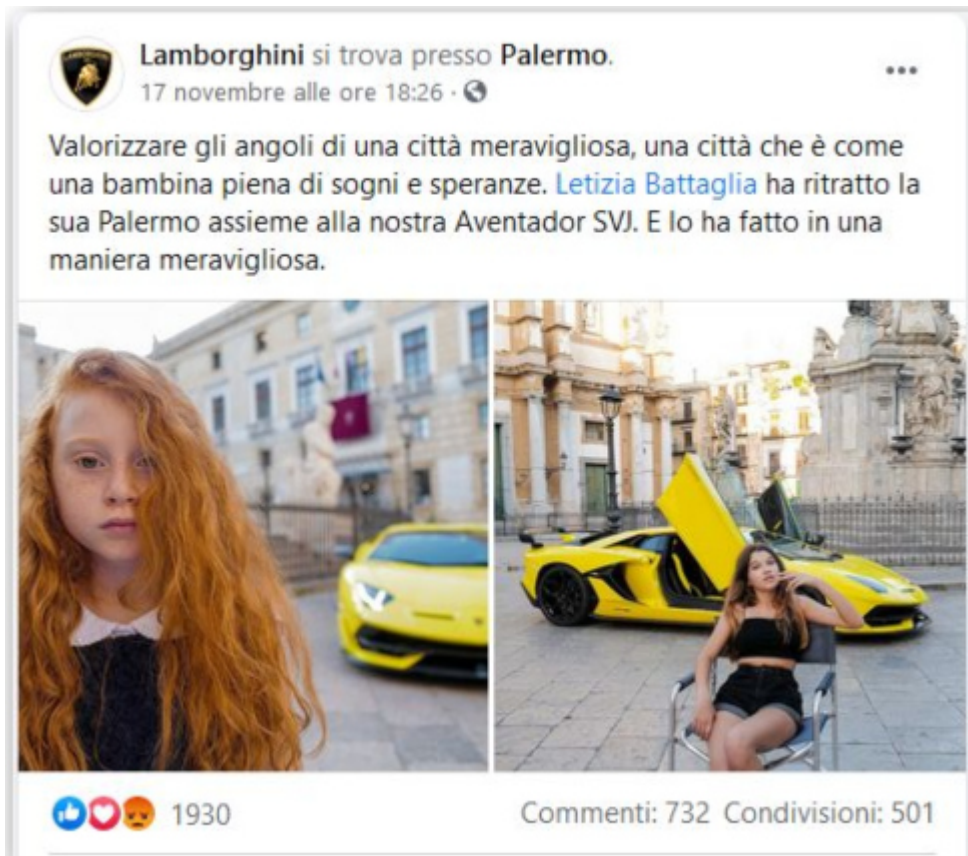 Lamborghini si trova presso Palermo.
17 novembre alle ore 18:26 ·
Valorizzare gli angoli di una città meravigliosa, una città che è come
una bambina piena di sogni e speranze. Letizia Battaglia ha ritratto la
sua Palermo assieme alla nostra Aventador SVJ. E lo ha fatto in una
maniera meravigliosa.
1930
Commenti: 732 Condivisioni: 501